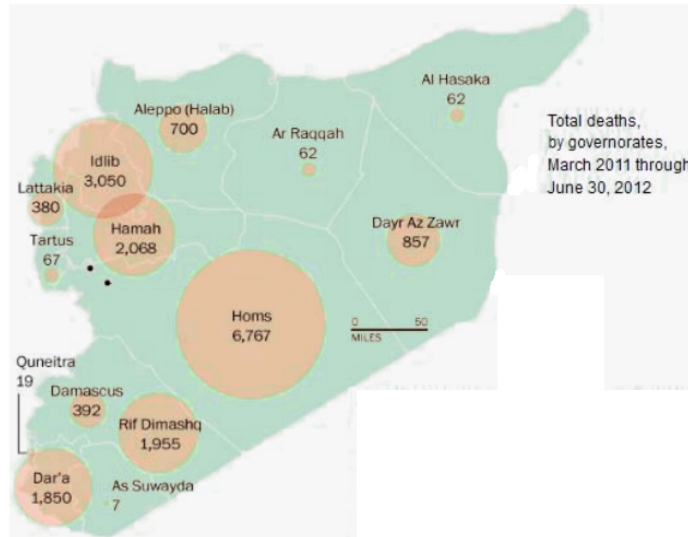 Al Hasaka
62
Aleppo (Halab)
700
Ar Raqqah
62
Total deaths,
by governorates,
March 2011 through
June 30, 2012
Idlib
3,050
Lattakia
380
Hamah
2,068
Dayr Az Zawr
857
Tartus
67
Homs
6,767
0 50
MILES
Quneitra
19
Damascus
392
Rif Dimashq
1,955
Dar'a
1,850
As Suwayda
7